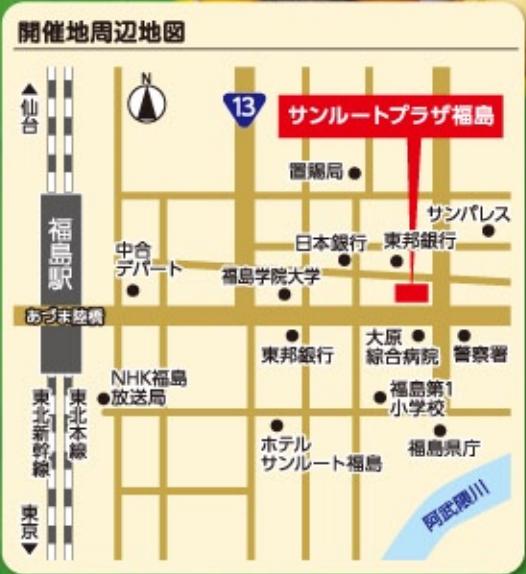 開催地周辺地図
▲仙台
N
13
サンルートプラザ福島
置賜局
サンパレス
福島駅
中合
デパート
日本銀行
東邦銀行
福島学院大学
あづま陸橋
東邦銀行
大原
綜合病院
警察署
NHK福島
放送局
福島第1
小学校
東北新幹線
東北本線
ホテル
サンルート福島
福島県庁
阿武隈川
東京▼